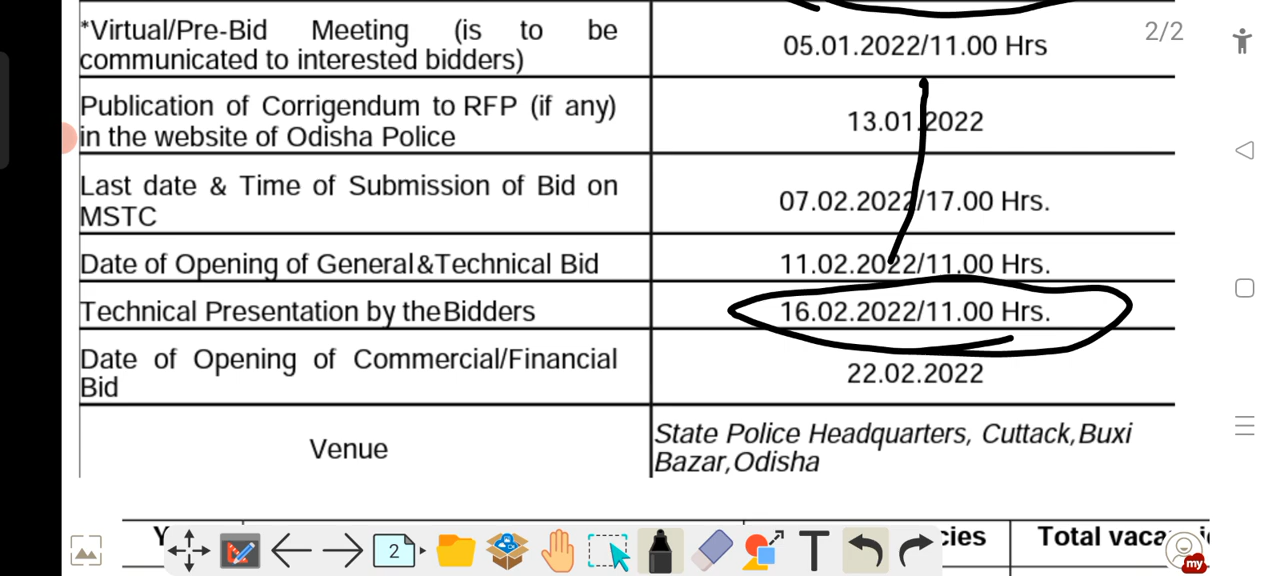 *Virtual/Pre-Bid Meeting (is to be
communicated to interested bidders)
05.01.2022/11.00 Hrs
2/2
Publication of Corrigendum to RFP (if any)
in the website of Odisha Police
13.01.2022
Last date & Time of Submission of Bid on
MSTC
07.02.2022/17.00 Hrs.
Date of Opening of General&Technical Bid
11.02.2022/11.00 Hrs.
Technical Presentation by theBidders
16.02.2022/11.00 Hrs.
Date of Opening of Commercial/Financial
Bid
22.02.2022
Venue
State Police Headquarters, Cuttack,Buxi
Bazar,Odisha
Total
2
T
my